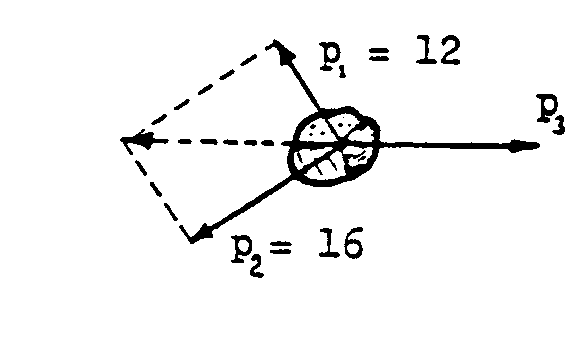 p₁ = 12
p₃
p₂ = 16